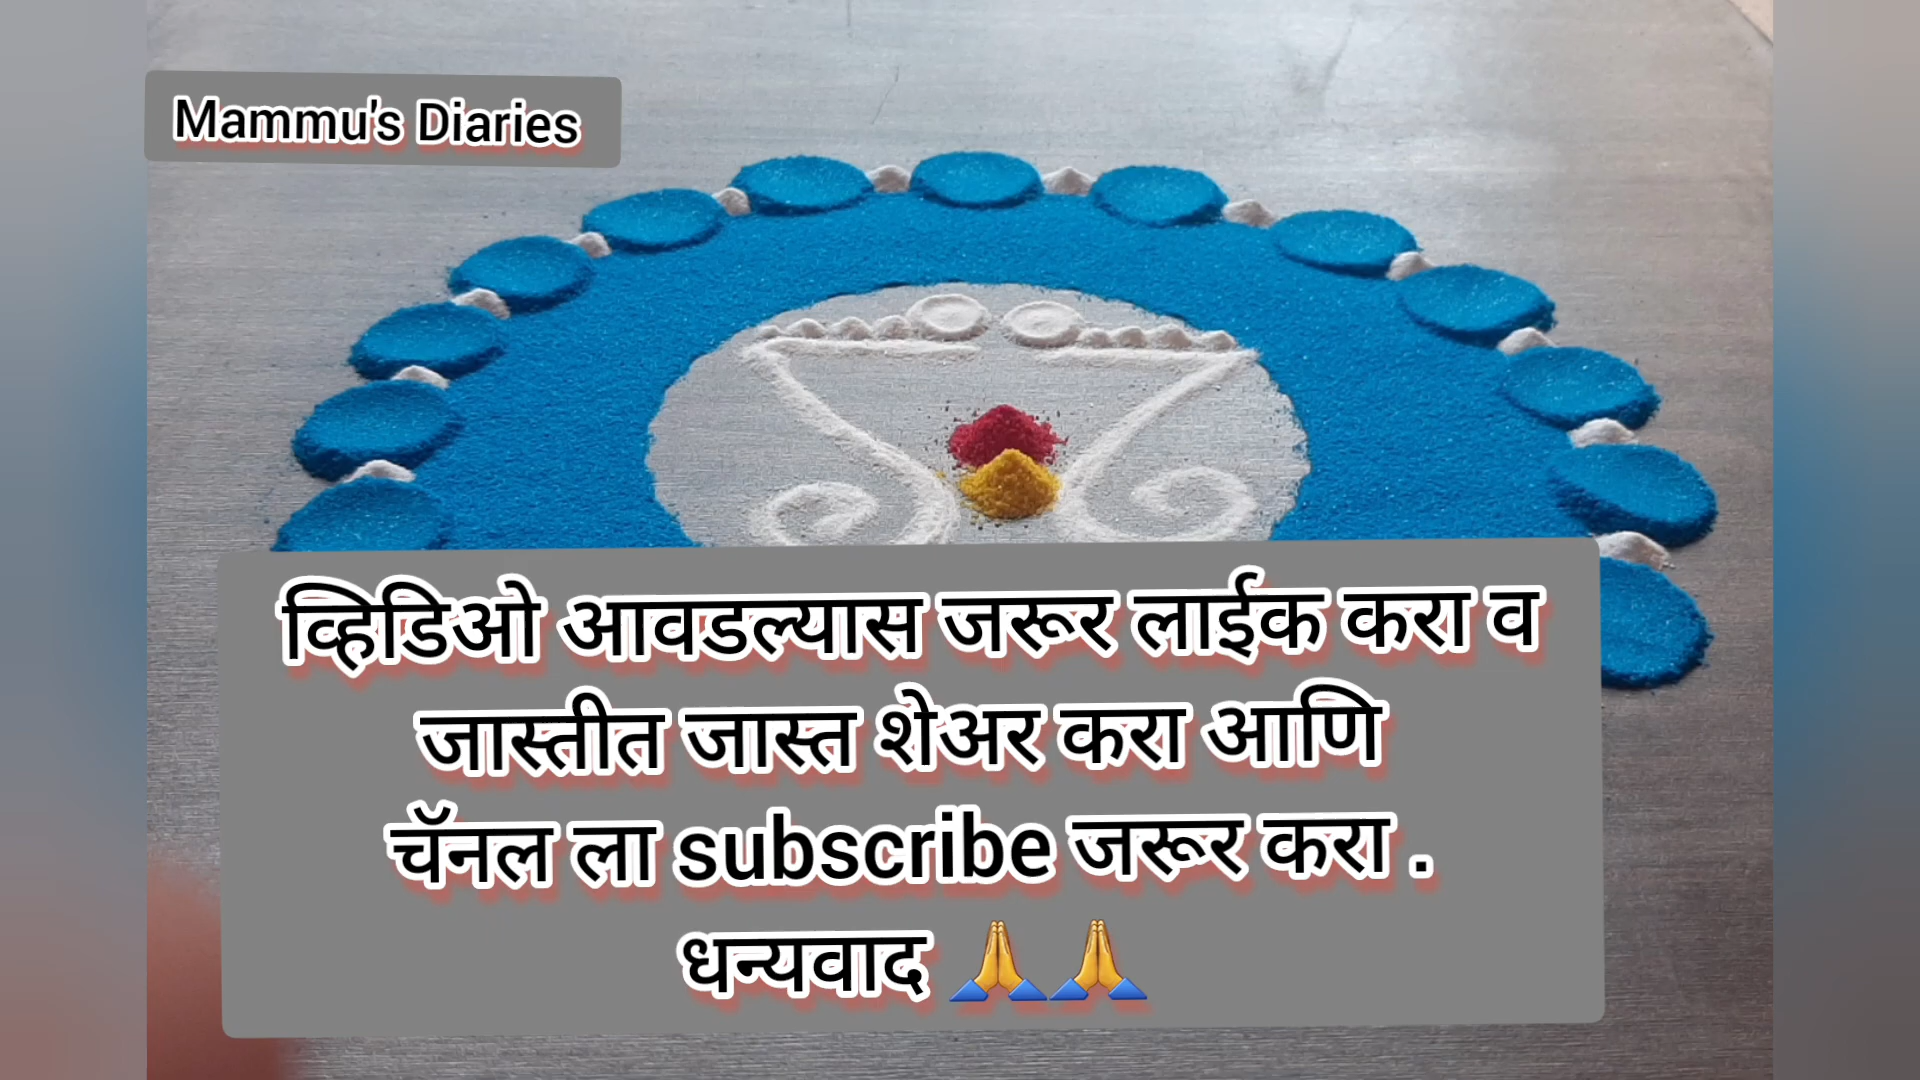 Mammu's Diaries
व्हिडिओ आवडल्यास जरूर लाईक करा व
जास्तीत जास्त शेअर करा आणि
चॅनल ला subscribe जरूर करा .
धन्यवाद 🙏🙏